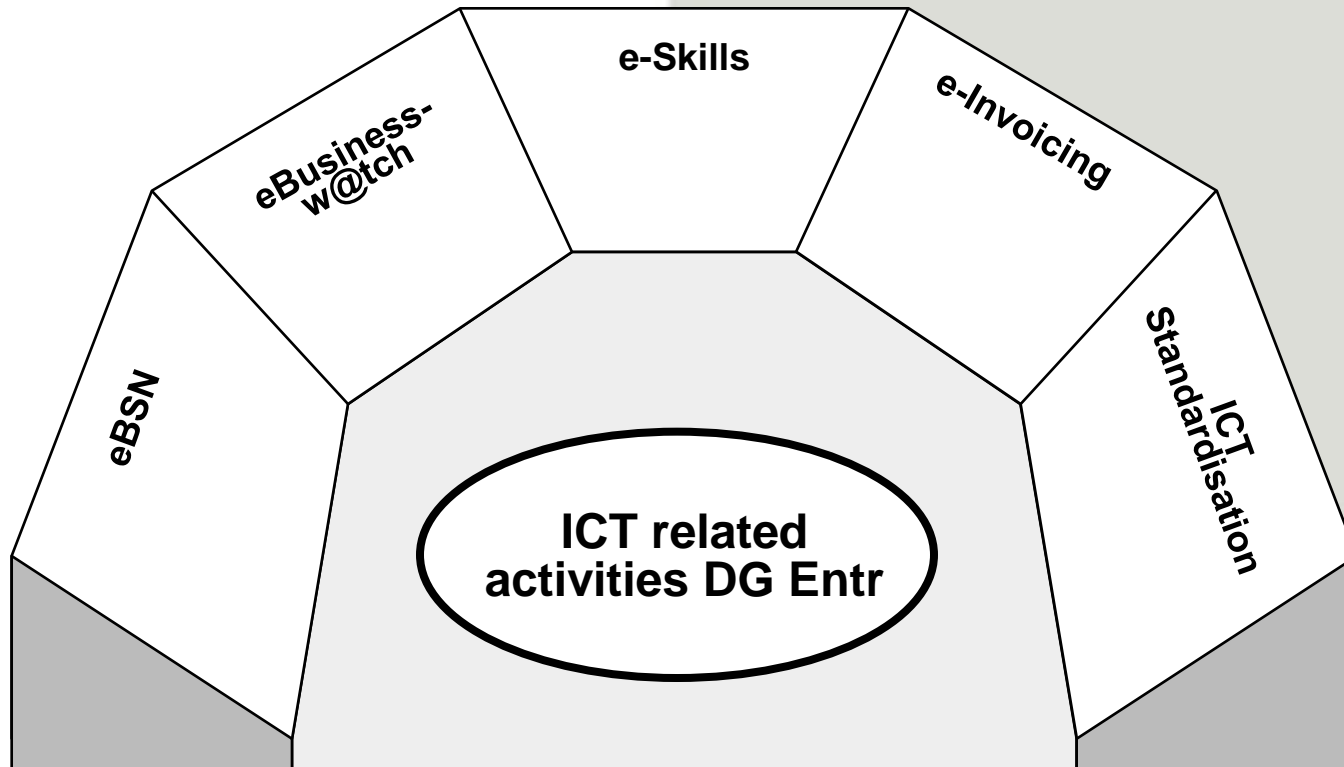 e-Skills
e-Invoicing
eBusiness-
w@tch
ICT
Standardisation
eBSN
ICT related
activities DG Entr